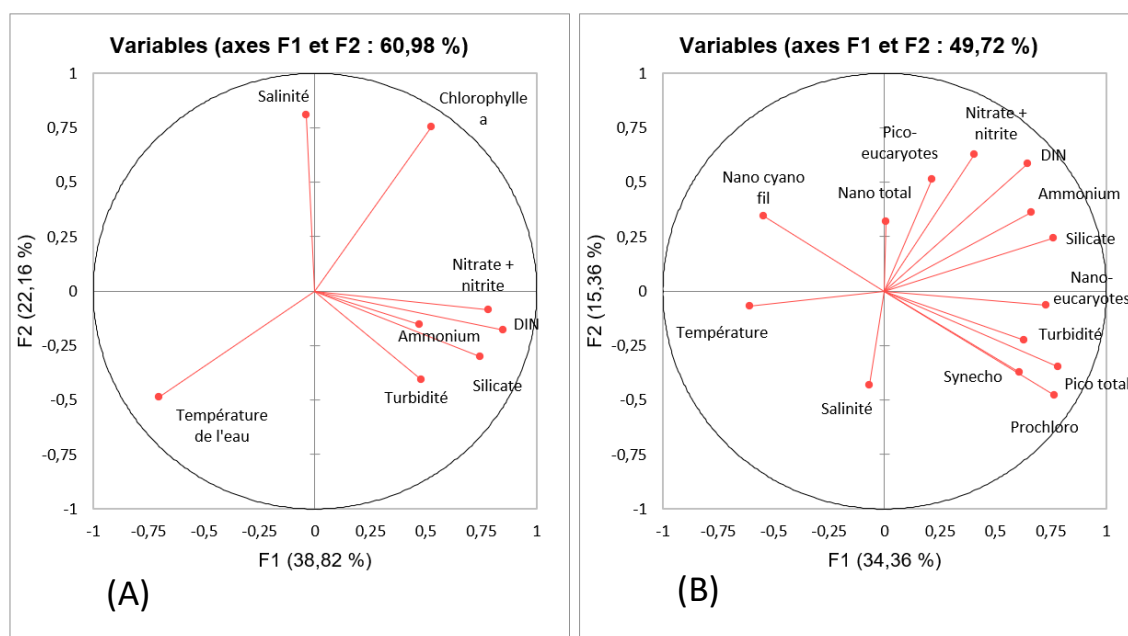 Variables (axes F1 et F2 : 60,98 %)
1
0,75
0,5
0,25
0
-0,25
-0,5
-0,75
-1
F2 (22,16 %)
Salinité
Chlorophylle
a
Nitrate +
nitrite
DIN
Ammonium
Silicate
Turbidité
Température
de l'eau
-1
-0,75
-0,5
-0,25
0
0,25
0,5
0,75
1
F1 (38,82 %)
(A)
Variables (axes F1 et F2 : 49,72 %)
1
0,75
0,5
0,25
0
-0,25
-0,5
-0,75
-1
F2 (15,36 %)
Nitrate +
nitrite
Pico-
eucaryotes
DIN
Nano cyano
fil
Nano total
Ammonium
Silicate
Nano-
eucaryotes
Température
Turbidité
Synecho
Pico total
Salinité
Prochloro
-1
-0,75
-0,5
-0,25
0
0,25
0,5
0,75
1
F1 (34,36 %)
(B)